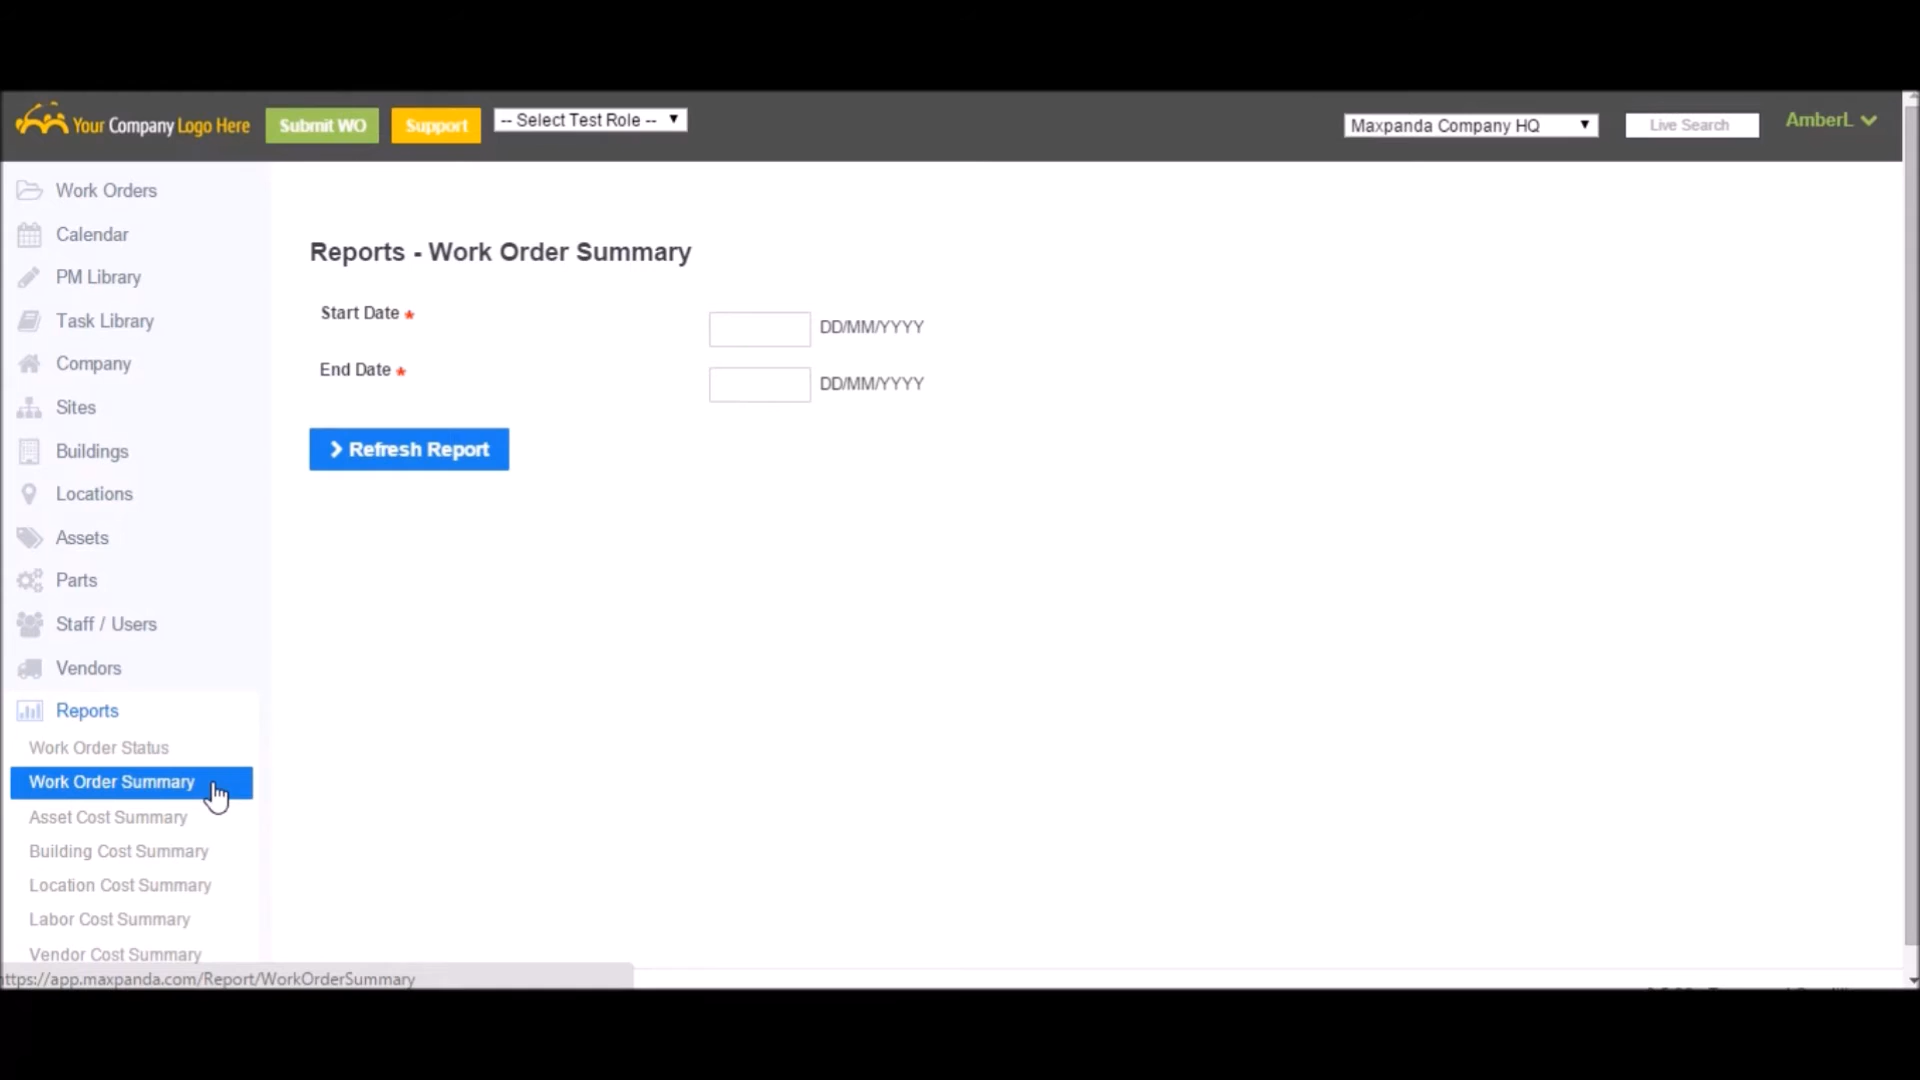 Your Company Logo Here
Submit WO
Support
-- Select Test Role --
Maxpanda Company HQ
Live Search
AmberL
Work Orders
Calendar
PM Library
Task Library
Company
Sites
Buildings
Locations
Assets
Parts
Staff / Users
Vendors
Reports
Work Order Status
Work Order Summary
Asset Cost Summary
Building Cost Summary
Location Cost Summary
Labor Cost Summary
Vendor Cost Summary
Reports - Work Order Summary
Start Date *
DD/MM/YYYY
End Date *
DD/MM/YYYY
Refresh Report
https://app.maxpanda.com/Report/WorkOrderSummary